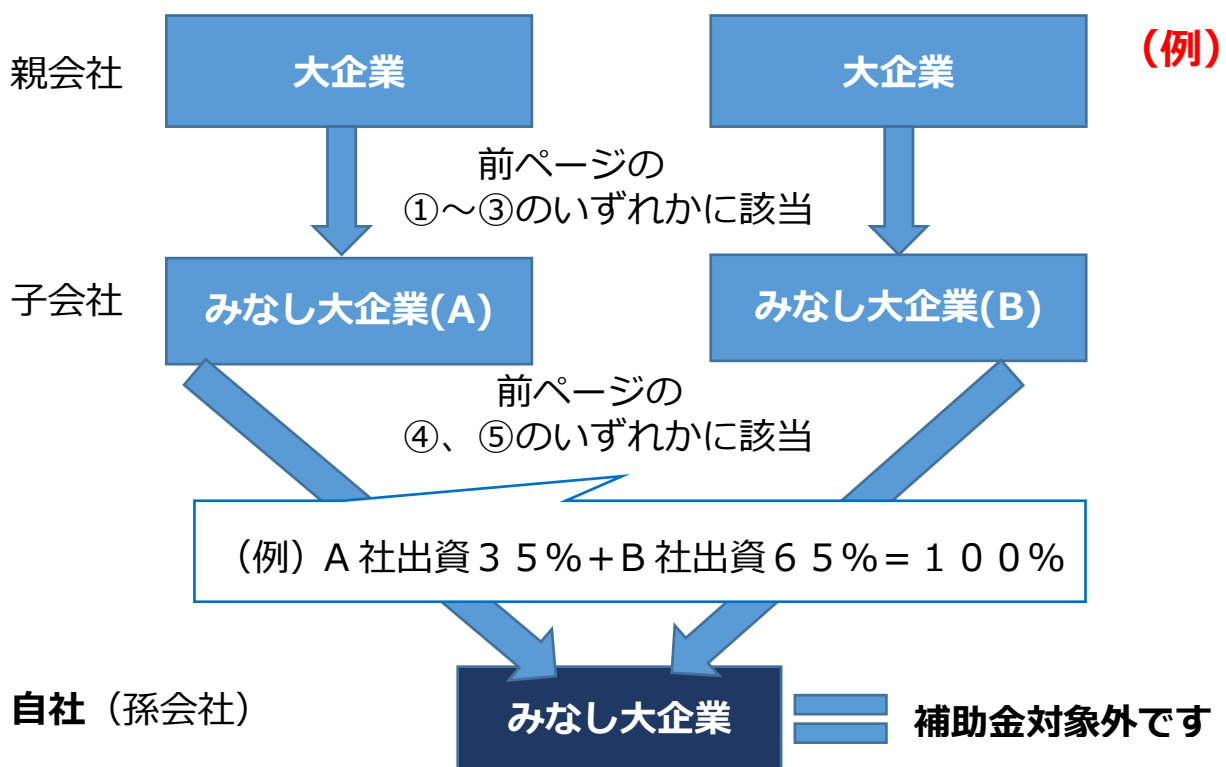 (例)
親会社
大企業
大企業
前ページの
①～③のいずれかに該当
子会社
みなし大企業(A)
みなし大企業(B)
前ページの
④、⑤のいずれかに該当
（例）A社出資３５%＋B社出資６５%＝１００%
自社（孫会社）
みなし大企業
補助金対象外です